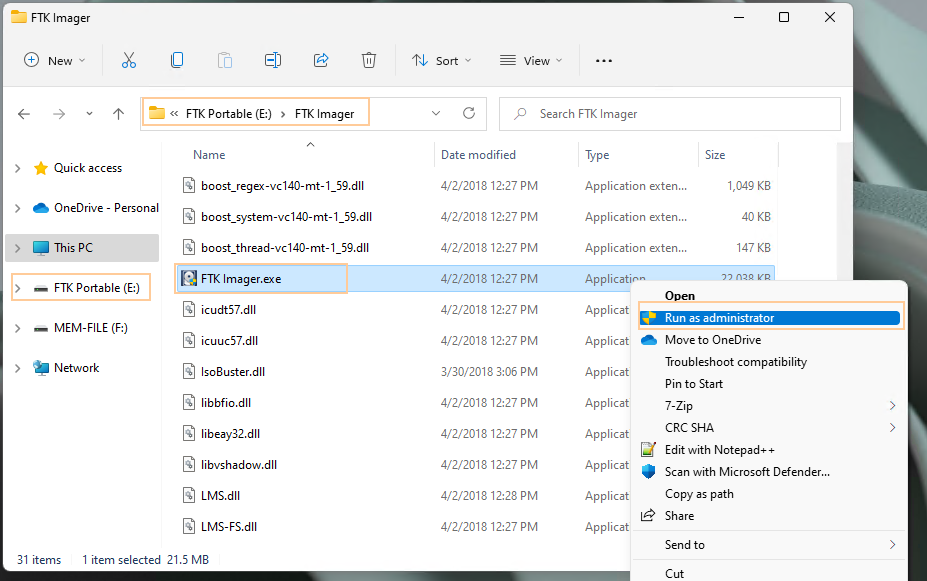 FTK Imager
New
Sort
View
« FTK Portable (E:) > FTK Imager
Search FTK Imager
Quick access
OneDrive - Personal
This PC
FTK Portable (E:)
MEM-FILE (F:)
Network
Name Date modified Type Size
boost_regex-vc140-mt-1_59.dll 4/2/2018 12:27 PM Application exten... 1,049 KB
boost_system-vc140-mt-1_59.dll 4/2/2018 12:27 PM Application exten... 40 KB
boost_thread-vc140-mt-1_59.dll 4/2/2018 12:27 PM Application exten... 147 KB
FTK Imager.exe 4/2/2018 12:27 PM Application 22,038 KB
icudt57.dll 4/2/2018 12:27 PM Applicat
icuuc57.dll 4/2/2018 12:27 PM Applicat
IsoBuster.dll 3/30/2018 3:06 PM Applicat
libbfio.dll 4/2/2018 12:27 PM Applicat
libeay32.dll 4/2/2018 12:27 PM Applicat
libvshadow.dll 4/2/2018 12:27 PM Applicat
LMS.dll 4/2/2018 12:28 PM Applicat
LMS-FS.dll 4/2/2018 12:27 PM Applicat
Open
Run as administrator
Move to OneDrive
Troubleshoot compatibility
Pin to Start
7-Zip
CRC SHA
Edit with Notepad++
Scan with Microsoft Defender...
Copy as path
Share
Send to
Cut
31 items 1 item selected 21.5 MB